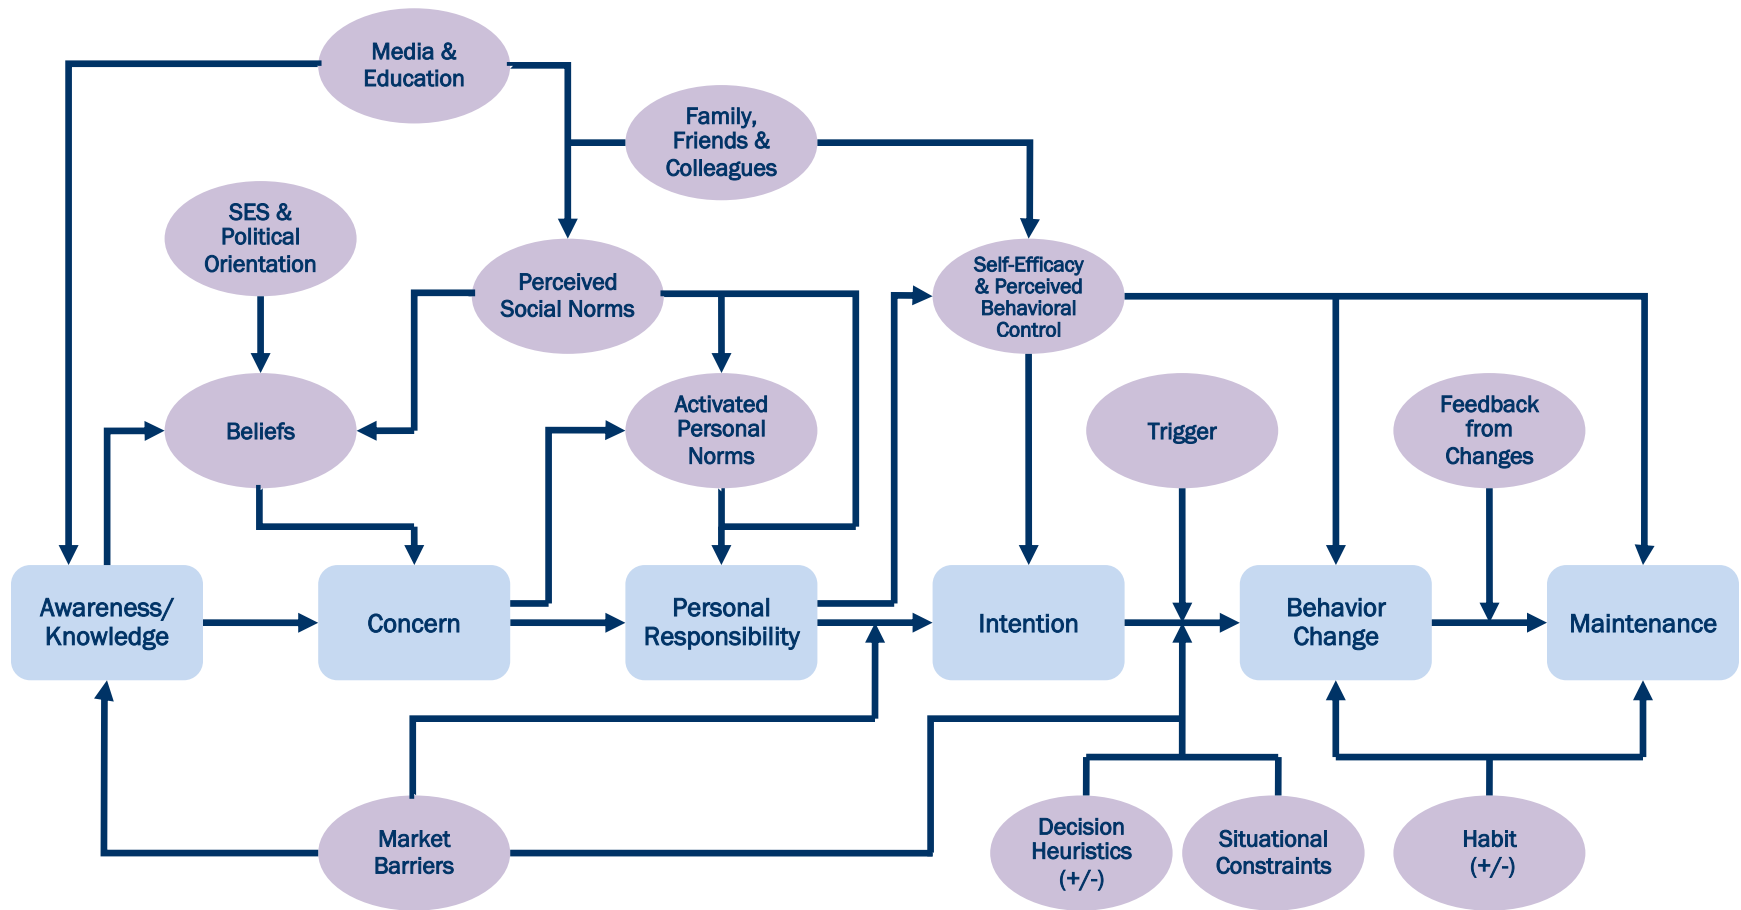 Media &
Education
Family,
Friends &
Colleagues
SES &
Political
Orientation
Perceived
Social Norms
Self-Efficacy
& Perceived
Behavioral
Control
Beliefs
Activated
Personal
Norms
Trigger
Feedback
from
Changes
Awareness/
Knowledge
Concern
Personal
Responsibility
Intention
Behavior
Change
Maintenance
Market
Barriers
Decision
Heuristics
(+/-)
Situational
Constraints
Habit
(+/-)